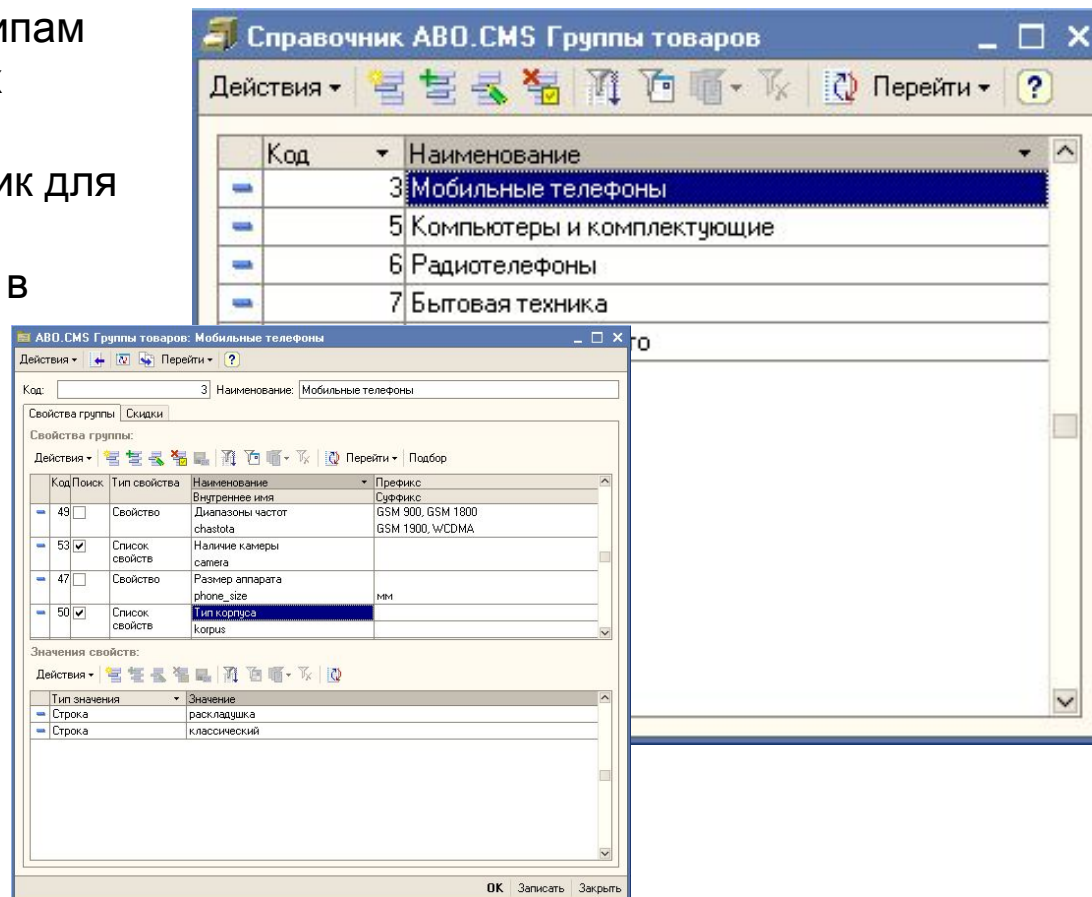 для
в
Справочник ABO.CMS Группы товаров
Действия Перейти ?
Код Наименование
3 Мобильные телефоны
5 Компьютеры и комплектующие
6 Радиотелефоны
7 Бытовая техника
ABO.CMS Группы товаров: Мобильные телефоны
Действия Перейти ?
Код: 3 Наименование: Мобильные телефоны
Свойства группы Скидки
Свойства группы:
Действия Перейти Подбор
Код Поиск Тип свойства Наименование Префикс
Внутреннее имя Суффикс
49 Свойство Диапазоны частот GSM 900, GSM 1800
chastota GSM 1900, WCDMA
53 Список свойств Наличие камеры
camera
47 Свойство Размер аппарата
phone_size мм
50 Список свойств Тип корпуса
korpus
Значения свойств:
Действия
Тип значения Значение
Строка раскладушка
Строка классический
OK Записать Закрыть